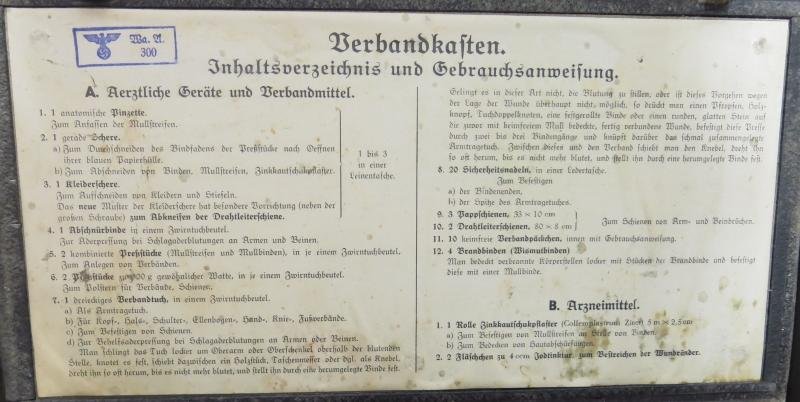 Wa. A.
300
Verbandkasten.
Inhaltsverzeichnis und Gebrauchsanweisung.
A. Aerztliche Geräte und Verbandmittel.
1. 1 anatomische Pinzette.
Zum Anfassen der Mullstreifen.
2. 1 gerade Schere.
a) Zum Durchschneiden des Bindfadens der Preßstücke nach Oeffnen
ihrer blauen Papierhülle.
b) Zum Abschneiden von Binden, Mullstreifen, Zinkkautschukpflaster.
3. 1 Kleiderschere.
Zum Aufschneiden von Kleidern und Stiefeln.
Das neue Muster der Kleiderschere hat besondere Vorrichtung (neben der
großen Schraube) zum Abkneifen der Drahtleiterschiene.
1 bis 3
in einer
Leinentasche.
4. 1 Abschnürbinde in einem Zwirntuchbeutel.
Zur Aderpressung bei Schlagaderblutungen an Armen und Beinen.
5. 2 kombinierte Preßstücke (Mullstreifen und Mullbinden), in je einem Zwirntuchbeutel.
Zum Anlegen von Verbänden.
6. 2 Preßstücke zu 100 g gewöhnlicher Watte, in je einem Zwirntuchbeutel.
Zum Polstern für Verbände, Schienen.
7. 1 dreieckiges Verbandtuch, in einem Zwirntuchbeutel.
a) Als Armtragetuch.
b) Für Kopf-, Hals-, Schulter-, Ellenbogen-, Hand-, Knie-, Fußverbände.
c) Zum Befestigen von Schienen.
d) Zur Behelfsaderpressung bei Schlagaderblutungen an Armen oder Beinen.
Man schlingt das Tuch locker um Oberarm oder Oberschenkel oberhalb der blutenden
Stelle, knotet es fest, schiebt dazwischen ein Holzstück, Taschenmesser oder dgl. als Knebel,
dreht ihn so oft herum, bis es nicht mehr blutet, und stellt ihn durch eine herumgelegte Binde fest.
Gelingt es in dieser Art nicht, die Blutung zu stillen, oder ist dieses Vorgehen wegen
der Lage der Wunde überhaupt nicht möglich, so drückt man einen Pfropfen, Holz-
knopf, Tuchdoppelknoten, eine festgerollte Binde oder einen runden, glatten Stein auf
die zuvor mit keimfreiem Mull bedeckte, fertig verbundene Wunde, befestigt diese Presse
durch zwei bis drei Bindengänge und knüpft darüber das schmal zusammengelegte
Armtragetuch. Zwischen dieses und den Verband schiebt man den Knebel, dreht ihn
so oft herum, bis es nicht mehr blutet, und stellt ihn durch eine herumgelegte Binde fest.
8. 20 Sicherheitsnadeln, in einer Ledertasche.
Zum Befestigen
a) der Bindenenden,
b) der Spitze des Armtragetuches.
9. 3 Pappschienen, 33 × 10 cm
10. 2 Drahtleiterschienen, 80 × 8 cm
Zum Schienen von Arm- und Beinbrüchen.
11. 10 keimfreie Verbandpäckchen, innen mit Gebrauchsanweisung.
12. 4 Brandbinden (Wismutbinden)
Man bedeckt verbrannte Körperstellen locker mit Stücken der Brandbinde und befestigt
diese mit einer Mullbinde.
B. Arzneimittel.
1. 1 Rolle Zinkkautschukpflaster (Collemplastrum Zinci) 5 m × 2,5 cm
a) Zum Befestigen von Mullstreifen an Stelle von Binden.
b) Zum Bedecken von Hautabschürfungen.
2. 2 Fläschchen zu 4 ccm Jodtinktur, zum Bestreichen der Wundränder.